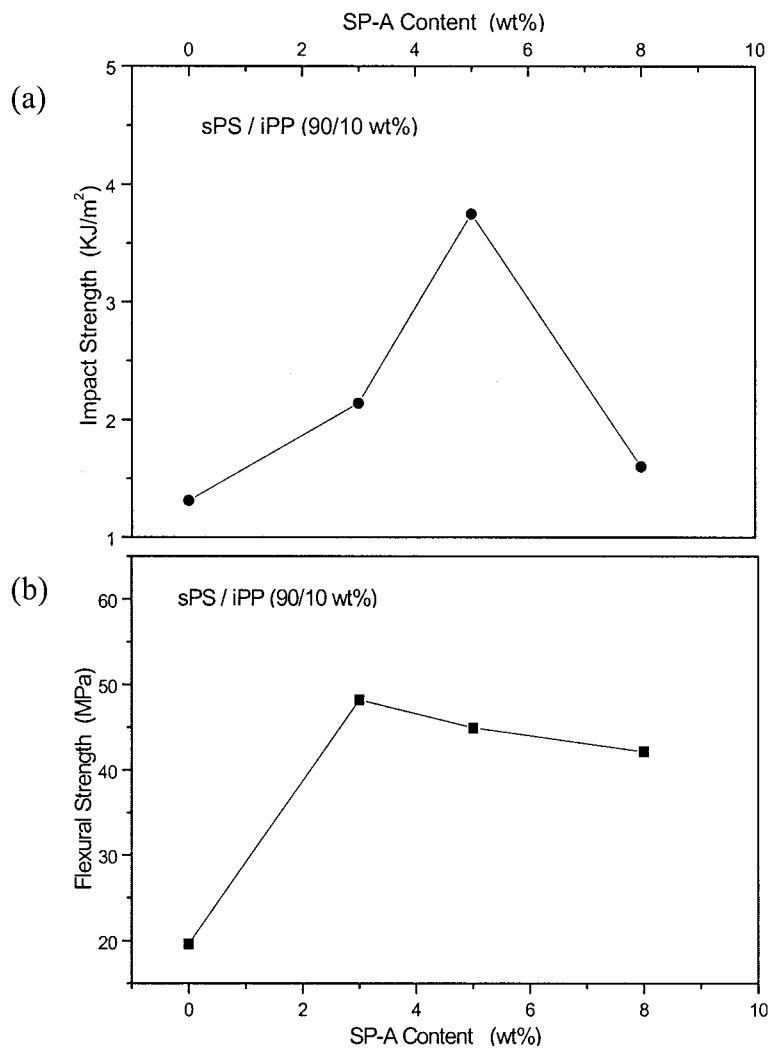 SP-A Content (wt%)
0 2 4 6 8 10
(a)
5
4
3
2
1
Impact Strength (KJ/m²)
sPS / iPP (90/10 wt%)
(b)
60
50
40
30
20
Flexural Strength (MPa)
sPS / iPP (90/10 wt%)
0 2 4 6 8 10
SP-A Content (wt%)